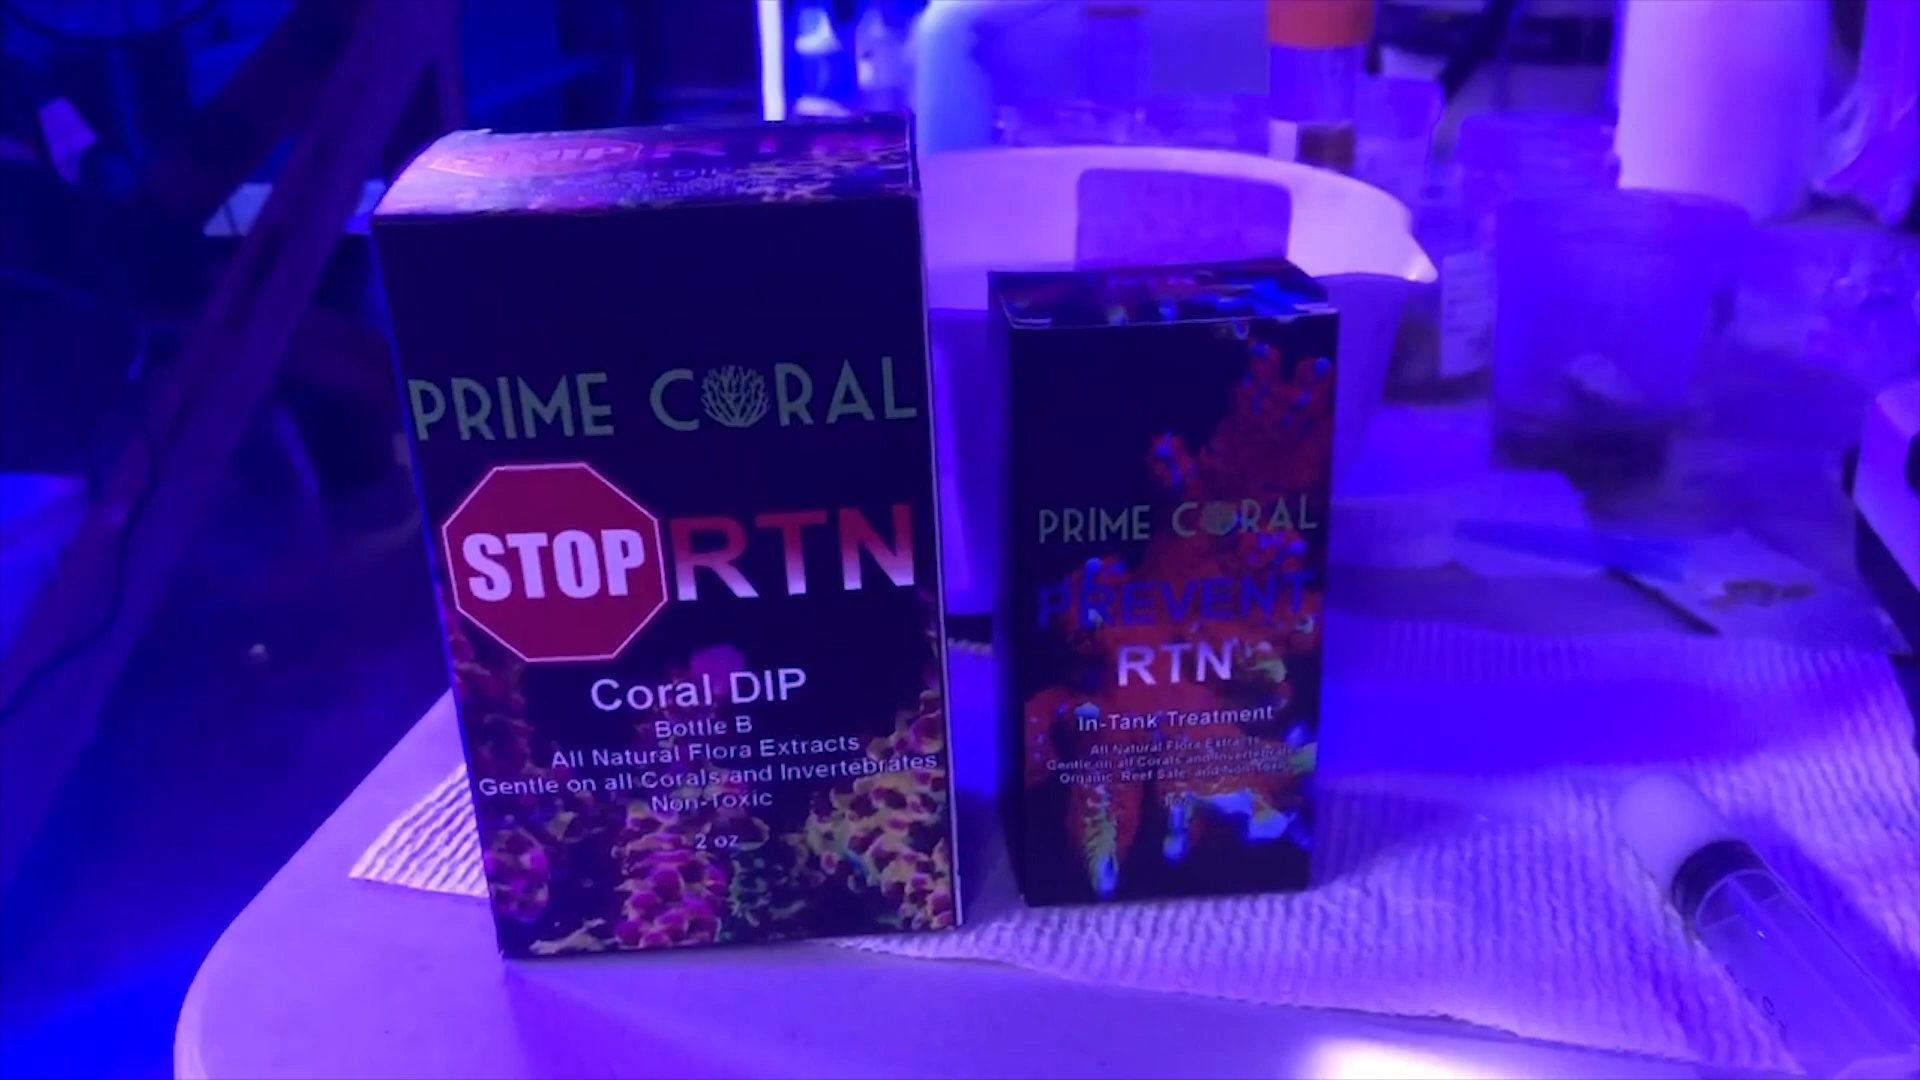 PRIME CORAL
STOP RTN
Coral DIP
Bottle B
All Natural Flora Extracts
Gentle on all Corals and Invertebrates
Non-Toxic
2 oz
PRIME CORAL
PREVENT
RTN
In-Tank Treatment
All Natural Flora Extracts
Gentle on all Corals and Invertebrates
Organic, Reef Safe, and Non-Toxic